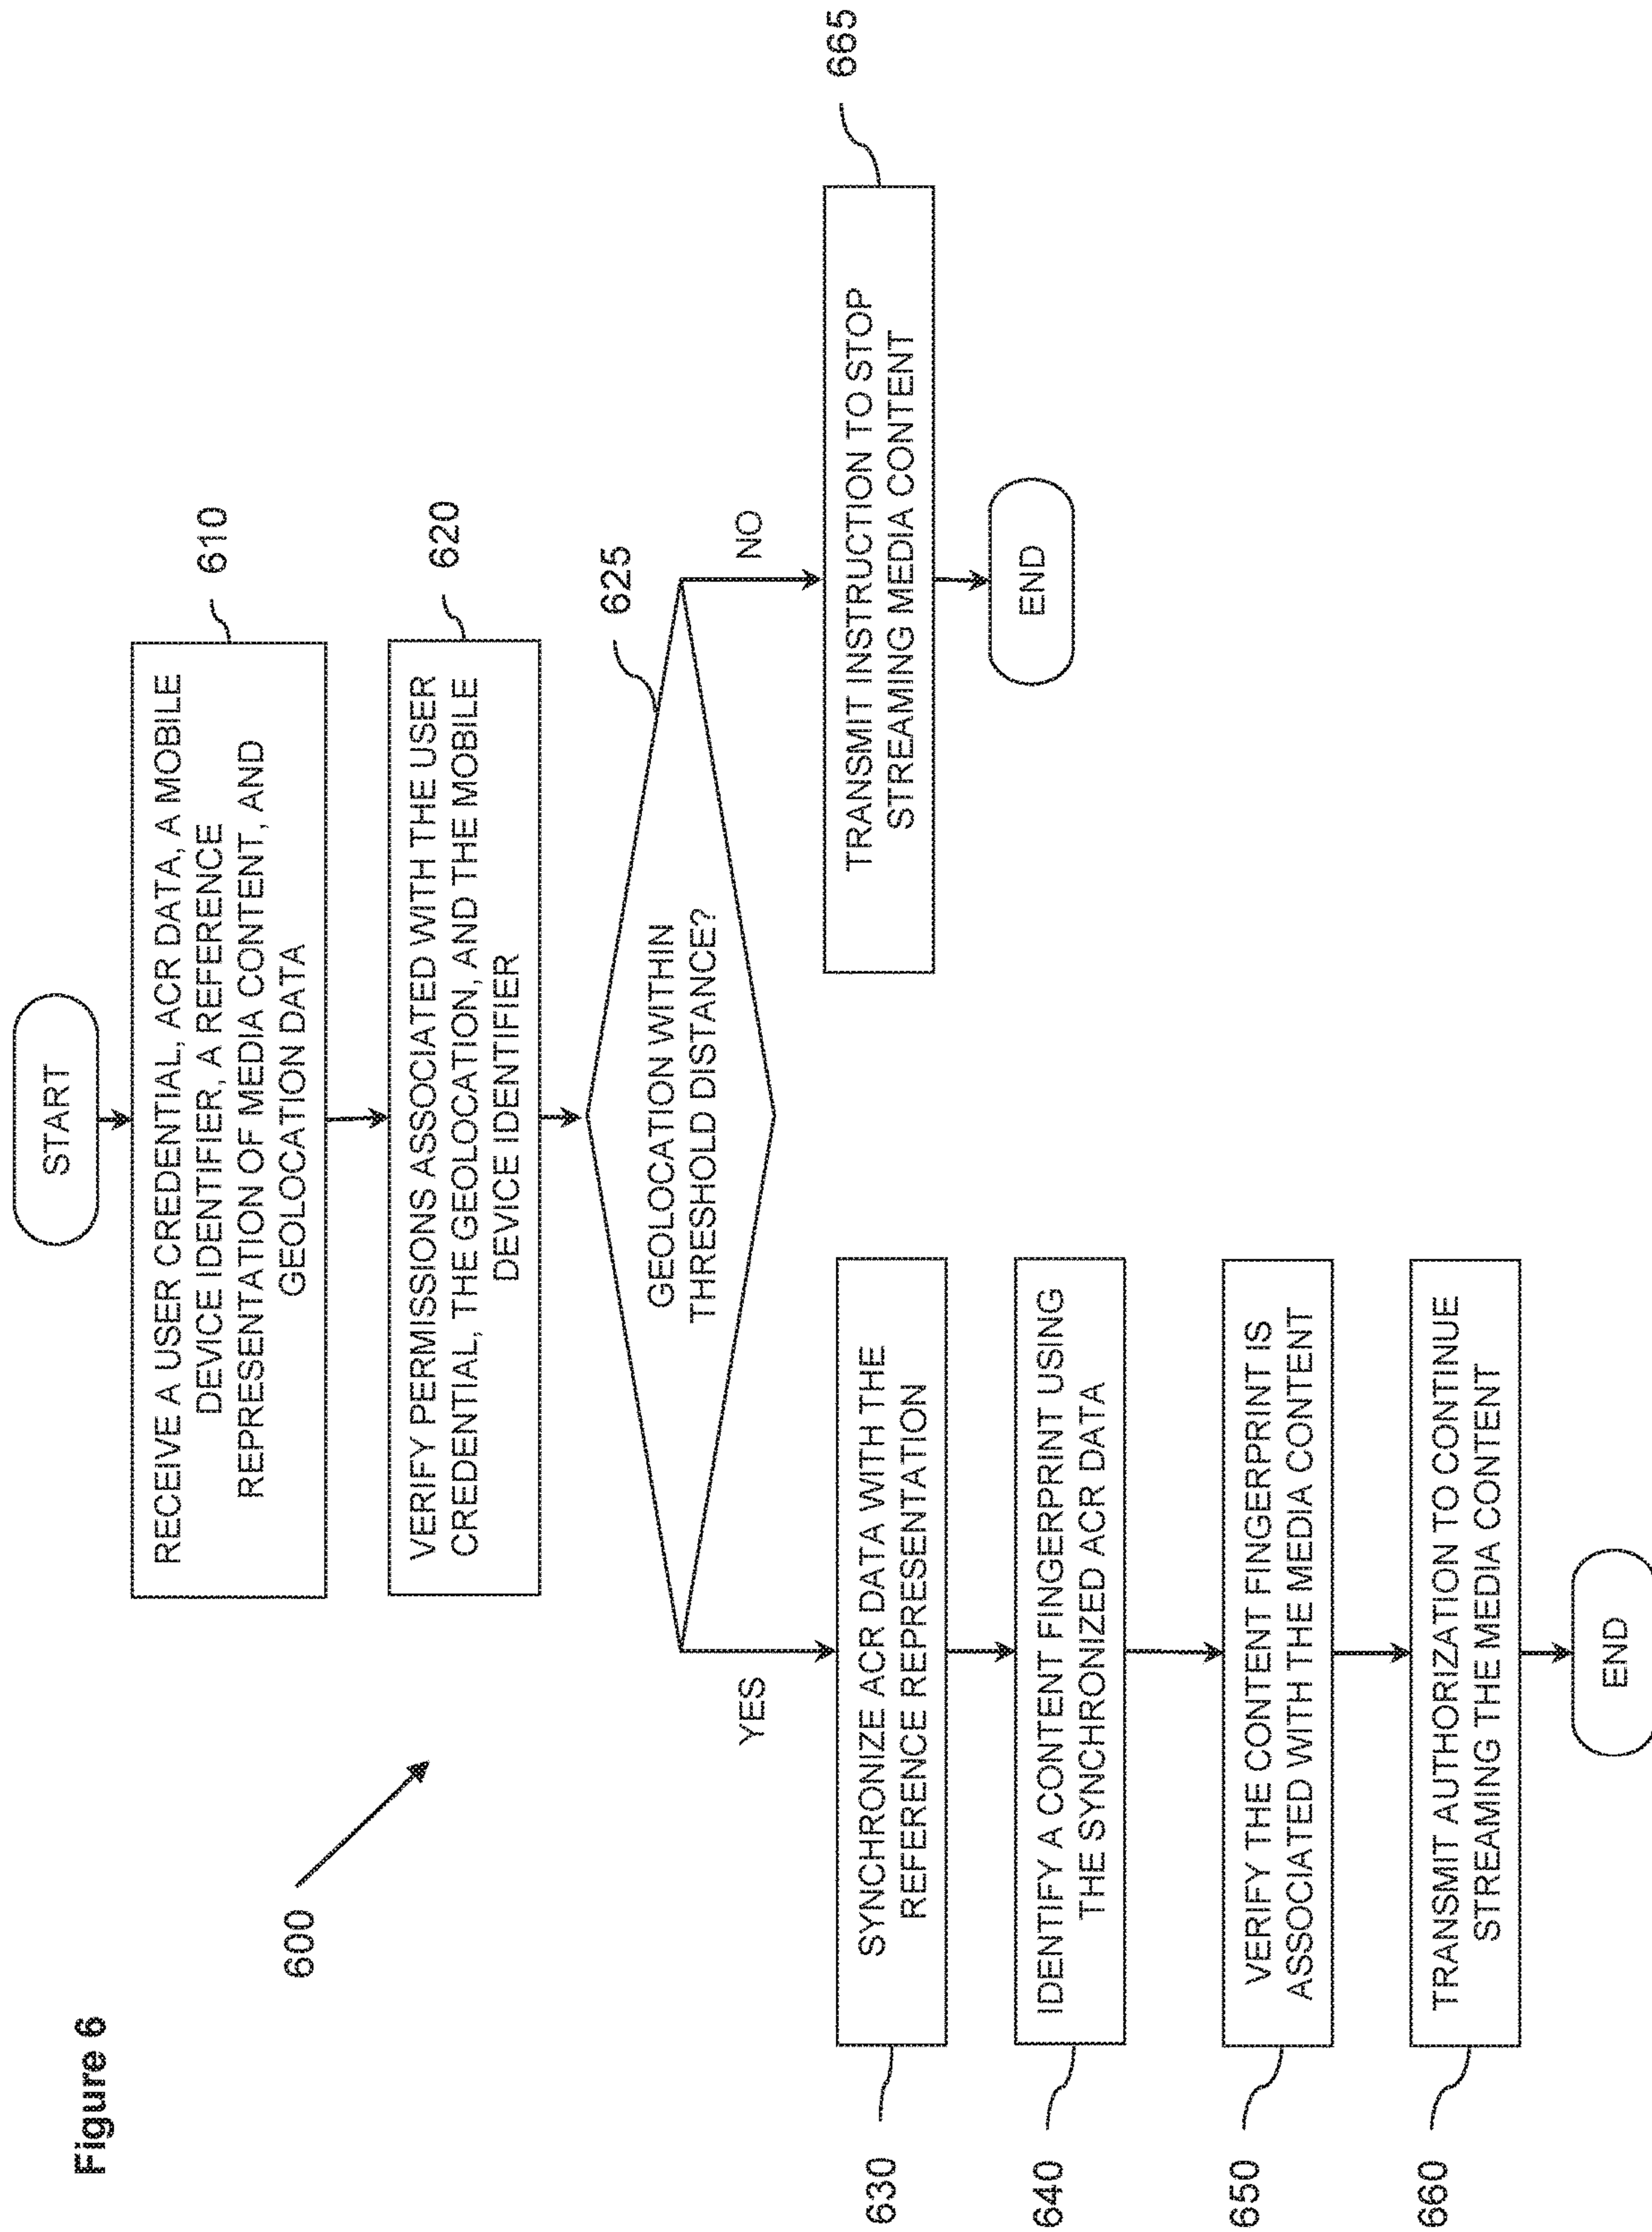 Figure 6
600
START
RECEIVE A USER CREDENTIAL, ACR DATA, A MOBILE
DEVICE IDENTIFIER, A REFERENCE
REPRESENTATION OF MEDIA CONTENT, AND
GEOLOCATION DATA
610
VERIFY PERMISSIONS ASSOCIATED WITH THE USER
CREDENTIAL, THE GEOLOCATION, AND THE MOBILE
DEVICE IDENTIFIER
620
GEOLOCATION WITHIN
THRESHOLD DISTANCE?
625
YES
NO
630
SYNCHRONIZE ACR DATA WITH THE
REFERENCE REPRESENTATION
640
IDENTIFY A CONTENT FINGERPRINT USING
THE SYNCHRONIZED ACR DATA
650
VERIFY THE CONTENT FINGERPRINT IS
ASSOCIATED WITH THE MEDIA CONTENT
660
TRANSMIT AUTHORIZATION TO CONTINUE
STREAMING THE MEDIA CONTENT
END
TRANSMIT INSTRUCTION TO STOP
STREAMING MEDIA CONTENT
665
END